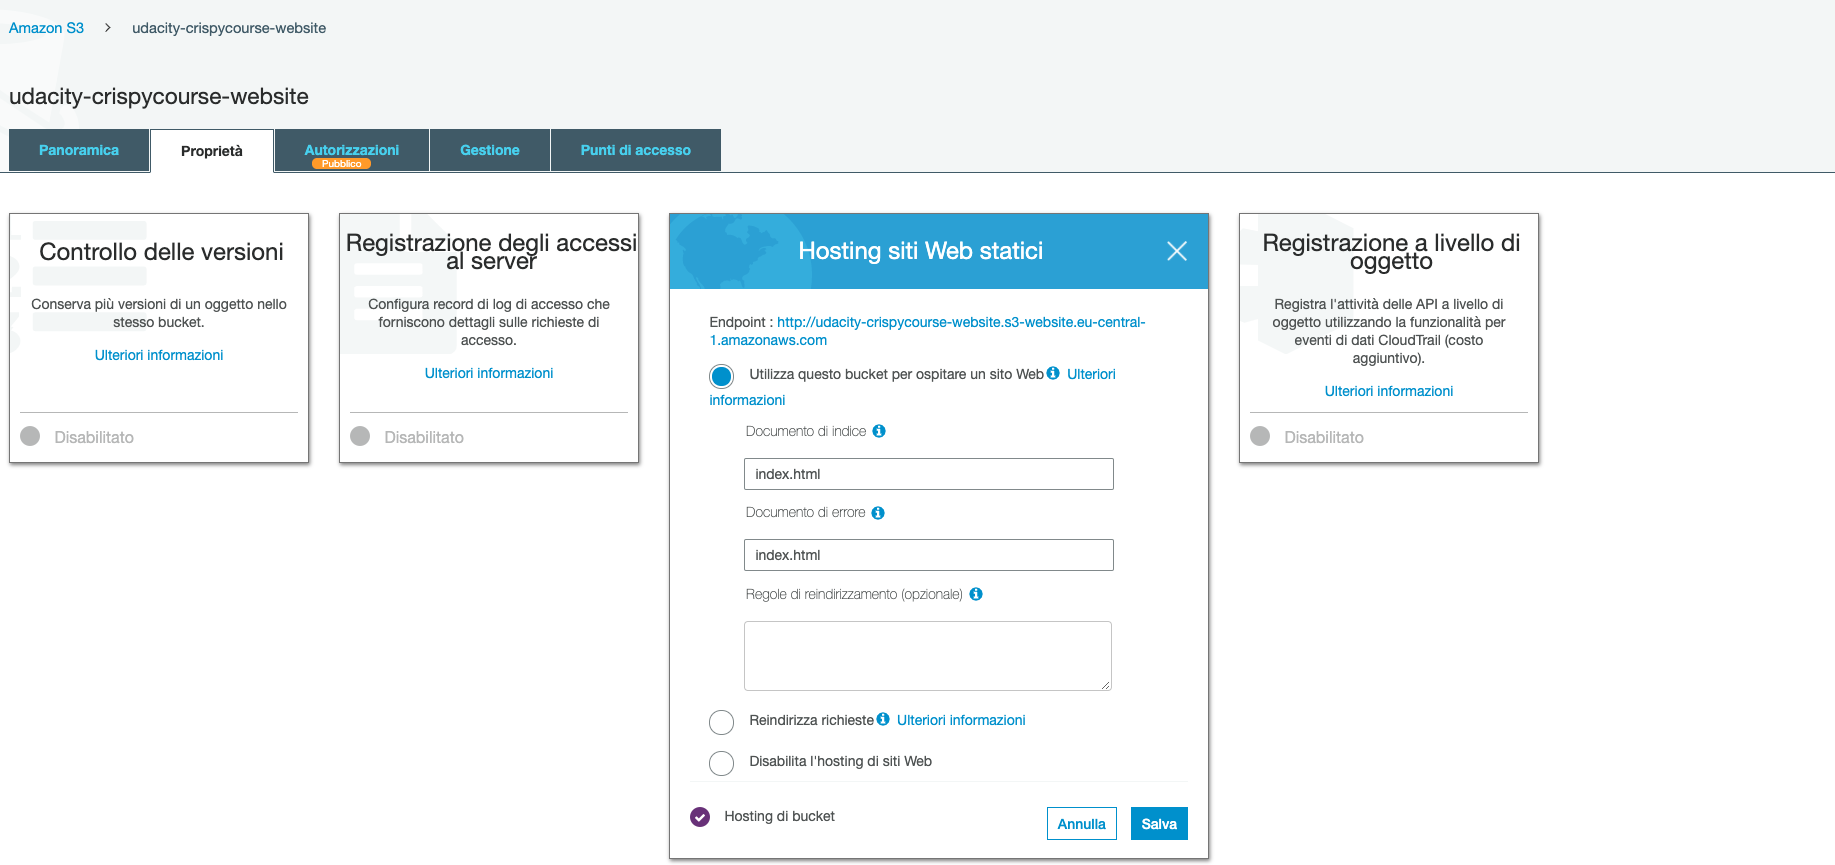 Amazon S3 > udacity-crispycourse-website
udacity-crispycourse-website
Panoramica
Proprietà
Autorizzazioni
Pubblico
Gestione
Punti di accesso
Controllo delle versioni
Conserva più versioni di un oggetto nello
stesso bucket.
Ulteriori informazioni
Disabilitato
Registrazione degli accessi
al server
Configura record di log di accesso che
forniscono dettagli sulle richieste di
accesso.
Ulteriori informazioni
Disabilitato
Hosting siti Web statici
Endpoint : http://udacity-crispycourse-website.s3-website.eu-central-
1.amazonaws.com
Utilizza questo bucket per ospitare un sito Web Ulteriori
informazioni
Documento di indice
index.html
Documento di errore
index.html
Regole di reindirizzamento (opzionale)
Reindirizza richieste Ulteriori informazioni
Disabilita l'hosting di siti Web
Hosting di bucket
Annulla
Salva
Registrazione a livello di
oggetto
Registra l'attività delle API a livello di
oggetto utilizzando la funzionalità per
eventi di dati CloudTrail (costo
aggiuntivo).
Ulteriori informazioni
Disabilitato